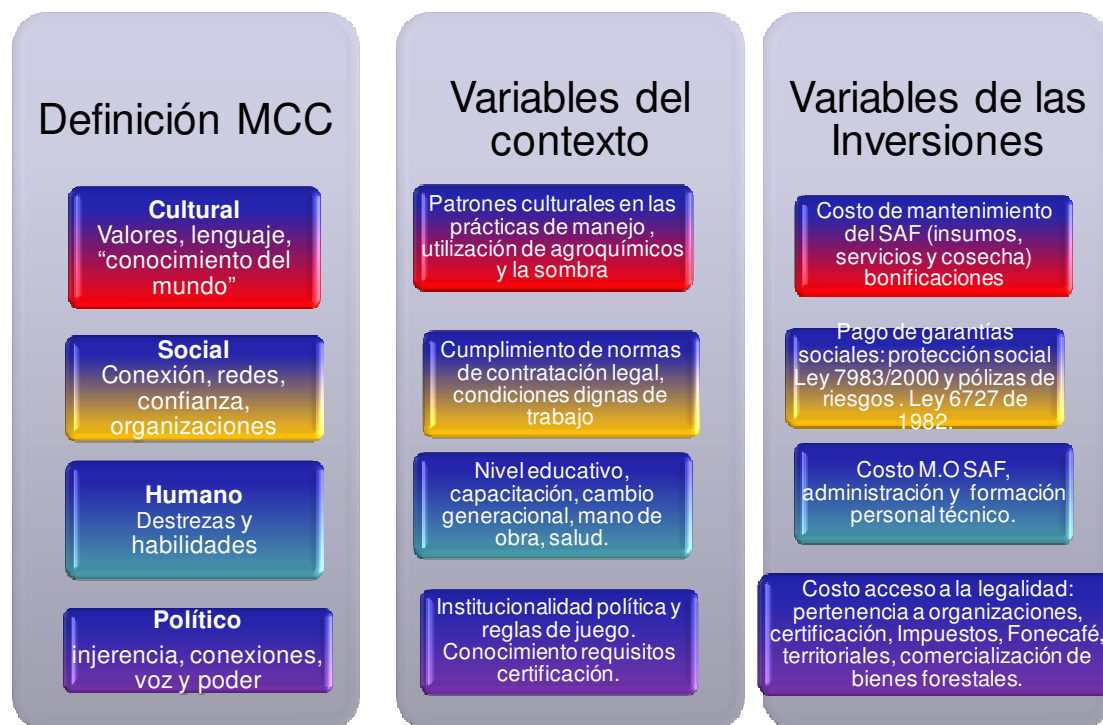 Definición MCC
Cultural
Valores, lenguaje,
“conocimiento del
mundo”
Social
Conexión, redes,
confianza,
organizaciones
Humano
Destrezas y
habilidades
Político
injerencia, conexiones,
voz y poder
Variables del
contexto
Patrones culturales en las
prácticas de manejo ,
utilización de agroquímicos
y la sombra
Cumplimiento de normas
de contratación legal,
condiciones dignas de
trabajo
Nivel educativo,
capacitación, cambio
generacional, mano de
obra, salud.
Institucionalidad política y
reglas de juego.
Conocimiento requisitos
certificación.
Variables de las
Inversiones
Costo de mantenimiento
del SAF (insumos,
servicios y cosecha)
bonificaciones
Pago de garantías
sociales: protección social
Ley 7983/2000 y pólizas de
riesgos . Ley 6727 de
1982.
Costo M.O SAF,
administración y formación
personal técnico.
Costo acceso a la legalidad:
pertenencia a organizaciones,
certificación, Impuestos, Fonecafé,
territoriales, comercialización de
bienes forestales.